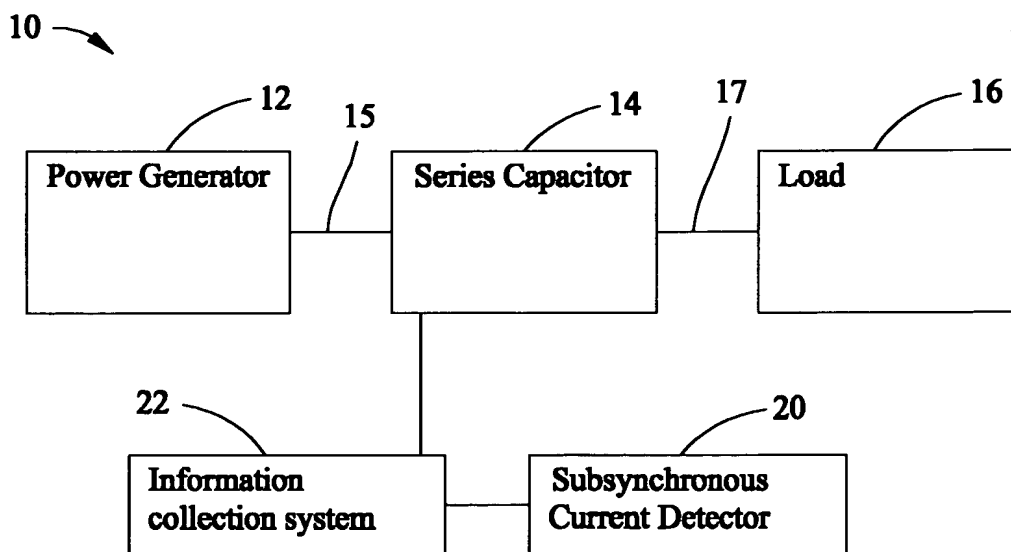 10
12
15
14
17
16
Power Generator
Series Capacitor
Load
22
20
Information
collection system
Subsynchronous
Current Detector